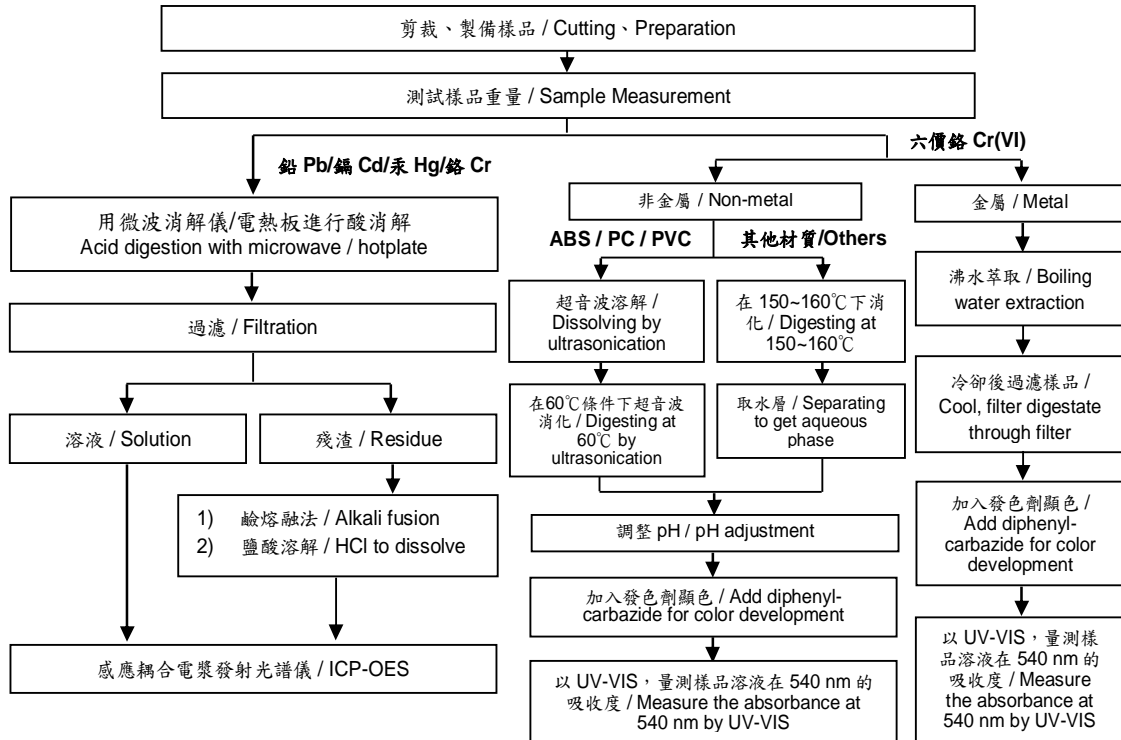 剪裁、製備樣品 / Cutting、Preparation
測試樣品重量 / Sample Measurement
鉛 Pb/鎘 Cd/汞 Hg/鉻 Cr
用微波消解儀/電熱板進行酸消解
Acid digestion with microwave / hotplate
過濾 / Filtration
溶液 / Solution
殘渣 / Residue
1) 鹼熔融法 / Alkali fusion
2) 鹽酸溶解 / HCl to dissolve
感應耦合電漿發射光譜儀 / ICP-OES
六價鉻 Cr(VI)
非金屬 / Non-metal
ABS / PC / PVC
超音波溶解 /
Dissolving by
ultrasonication
在60℃條件下超音波
消化 / Digesting at
60℃ by
ultrasonication
其他材質/Others
在 150~160℃下消
化 / Digesting at
150~160℃
取水層 / Separating
to get aqueous
phase
調整 pH / pH adjustment
加入發色劑顯色 / Add diphenyl-
carbazide for color development
以 UV-VIS，量測樣品溶液在 540 nm 的
吸收度 / Measure the absorbance at
540 nm by UV-VIS
金屬 / Metal
沸水萃取 / Boiling
water extraction
冷卻後過濾樣品 /
Cool, filter digestate
through filter
加入發色劑顯色 /
Add diphenyl-
carbazide for color
development
以 UV-VIS，量測樣
品溶液在 540 nm 的
吸收度 / Measure
the absorbance at
540 nm by UV-VIS